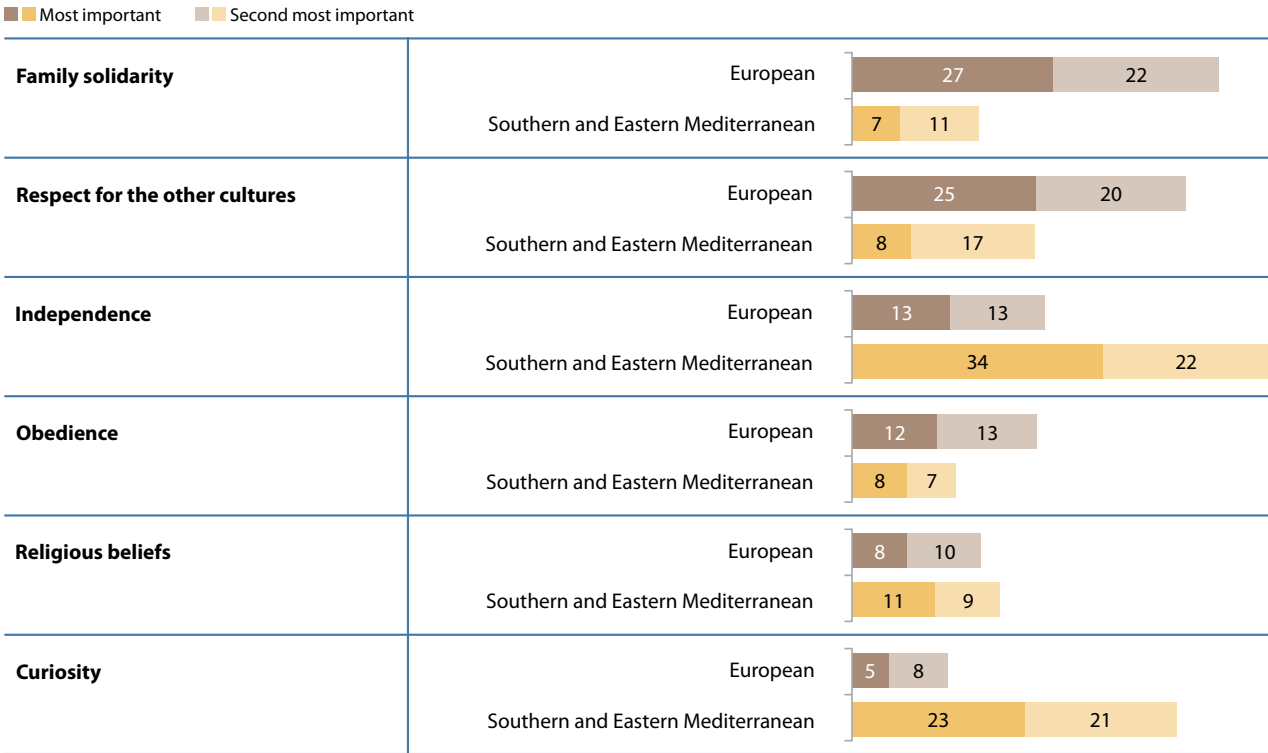 Most important Second most important
Family solidarity
European 27 22
Southern and Eastern Mediterranean 7 11
Respect for the other cultures
European 25 20
Southern and Eastern Mediterranean 8 17
Independence
European 13 13
Southern and Eastern Mediterranean 34 22
Obedience
European 12 13
Southern and Eastern Mediterranean 8 7
Religious beliefs
European 8 10
Southern and Eastern Mediterranean 11 9
Curiosity
European 5 8
Southern and Eastern Mediterranean 23 21